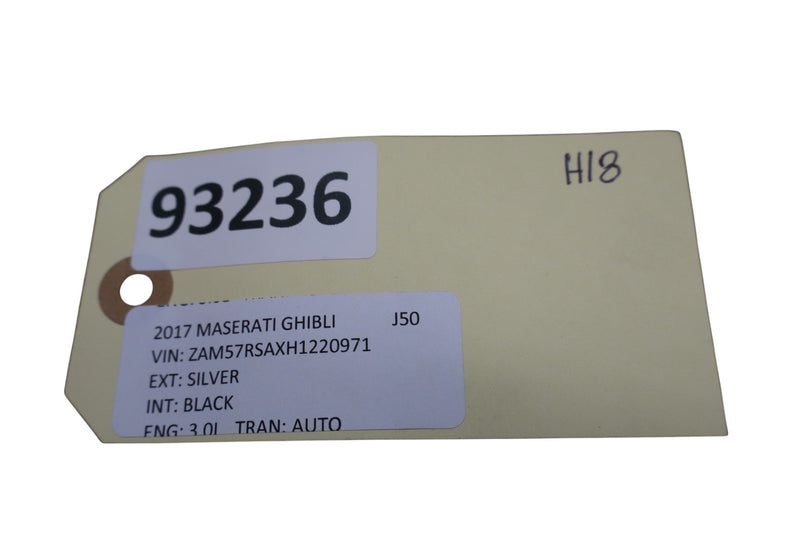 93236
H18
2017 MASERATI GHIBLI J50
VIN: ZAM57RSAXH1220971
EXT: SILVER
INT: BLACK
ENG: 3.0L TRAN: AUTO